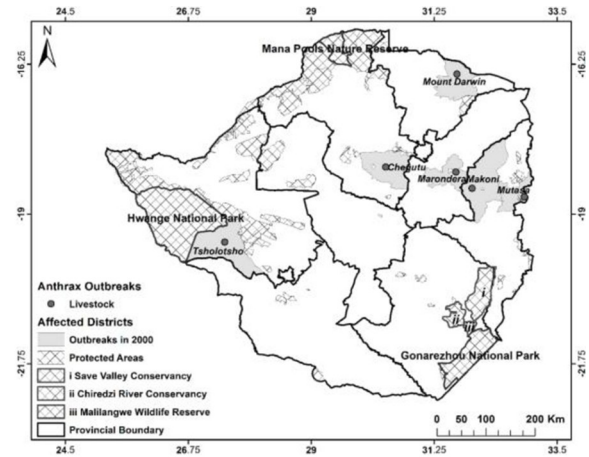 24.5 26.75 29 31.25 33.5
N
Mana Pools Nature Reserve
-16.25 -16.25
Mount Darwin
Chegutu
Marondera Makoni
Mutasa
-19 -19
Hwange National Park
Tsholotsho
Anthrax Outbreaks
Livestock
Affected Districts
Outbreaks in 2000
Protected Areas
i Save Valley Conservancy
ii Chiredzi River Conservancy
iii Malilangwe Wildlife Reserve
Provincial Boundary
i
ii
iii
Gonarezhou National Park
-21.75 -21.75
0 50 100 200 Km
24.5 26.75 29 31.25 33.5